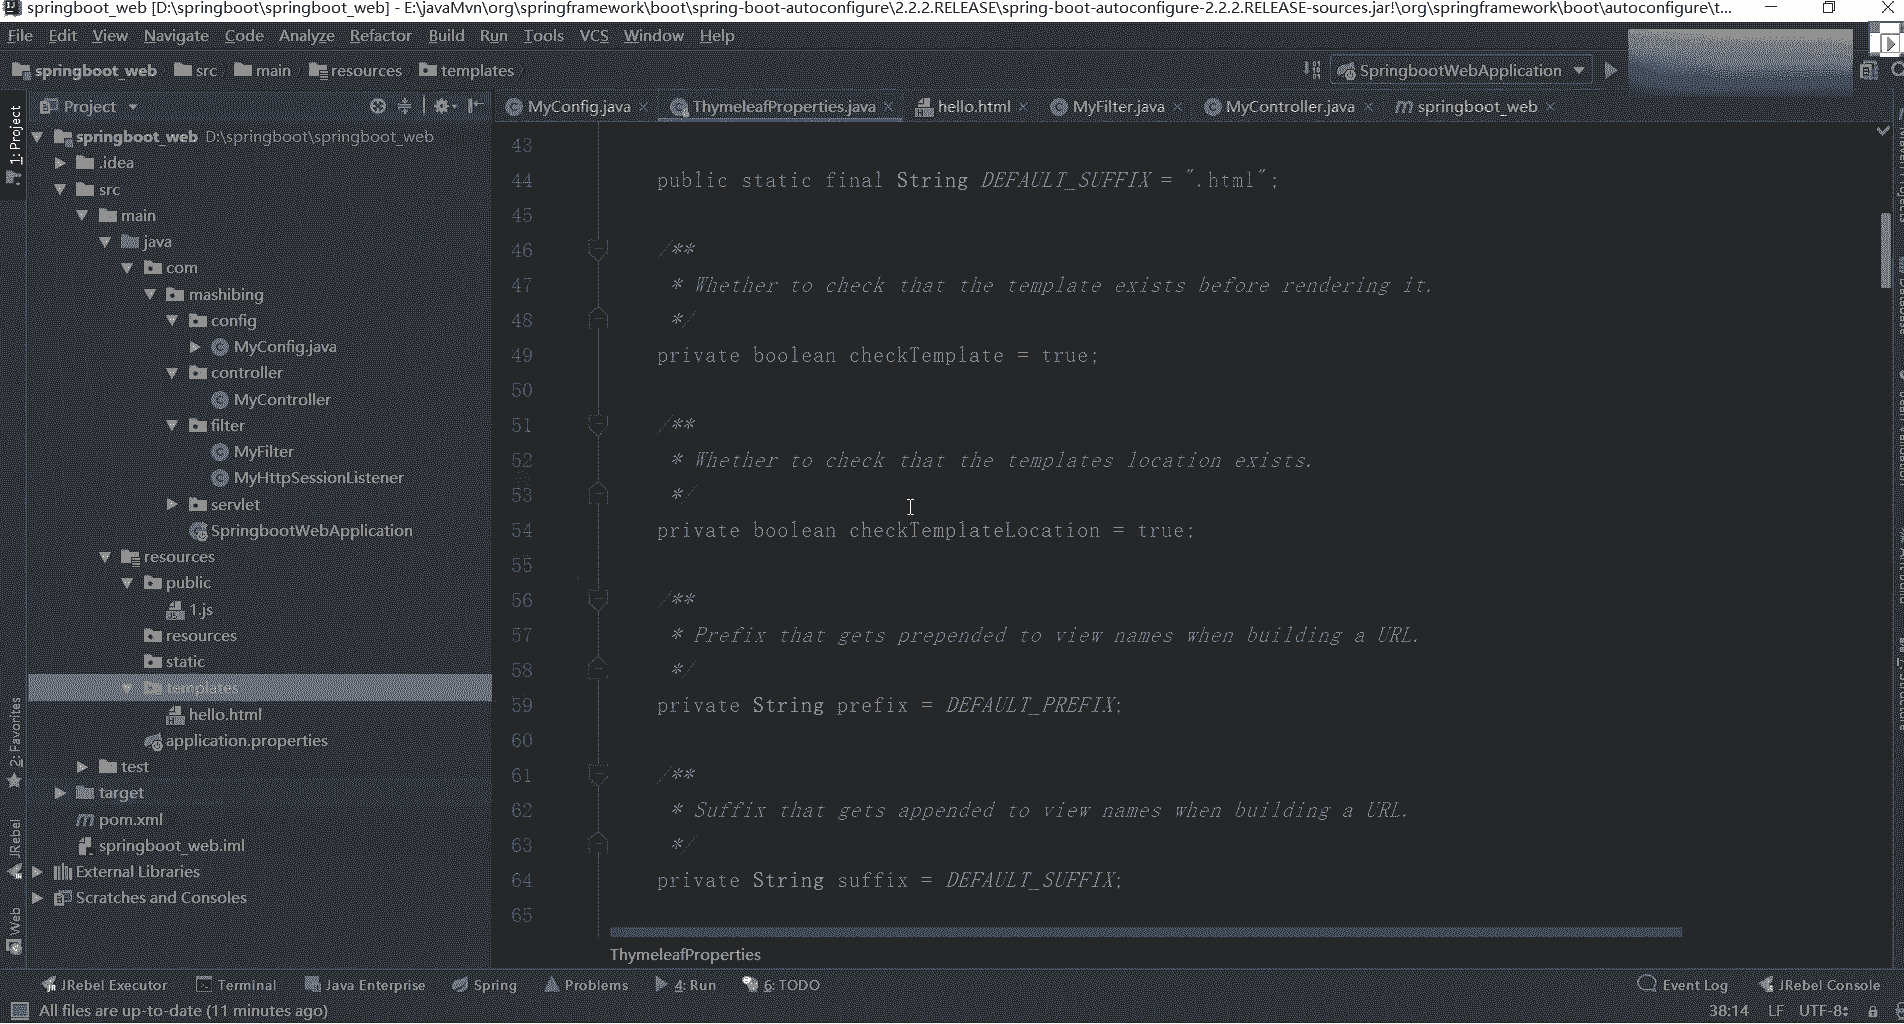 springboot_web [D:\springboot\springboot_web] - E:\javaMvn\org\springframework\boot\spring-boot-autoconfigure\2.2.2.RELEASE\spring-boot-autoconfigure-2.2.2.RELEASE-sources.jar!\org\springframework\boot\autoconfigure\t...
File Edit View Navigate Code Analyze Refactor Build Run Tools VCS Window Help
springboot_web src main resources templates SpringbootWebApplication
Project MyConfig.java ThymeleafProperties.java hello.html MyFilter.java MyController.java springboot_web
1: Project
springboot_web D:\springboot\springboot_web
.idea
src
main
java
com
mashibing
config
MyConfig.java
controller
MyController
filter
MyFilter
MyHttpSessionListener
servlet
SpringbootWebApplication
resources
public
1.js
resources
static
templates
hello.html
application.properties
test
target
pom.xml
springboot_web.iml
External Libraries
Scratches and Consoles
2: Favorites
JRebel
Web
43
44 public static final String DEFAULT_SUFFIX = ".html";
45
46 /**
47 * Whether to check that the template exists before rendering it.
48 */
49 private boolean checkTemplate = true;
50
51 /**
52 * Whether to check that the templates location exists.
53 */
54 private boolean checkTemplateLocation = true;
55
56 /**
57 * Prefix that gets prepended to view names when building a URL.
58 */
59 private String prefix = DEFAULT_PREFIX;
60
61 /**
62 * Suffix that gets appended to view names when building a URL.
63 */
64 private String suffix = DEFAULT_SUFFIX;
65
ThymeleafProperties
JRebel Executor Terminal Java Enterprise Spring Problems 4: Run 6: TODO Event Log JRebel Console
All files are up-to-date (11 minutes ago) 38:14 LF UTF-8